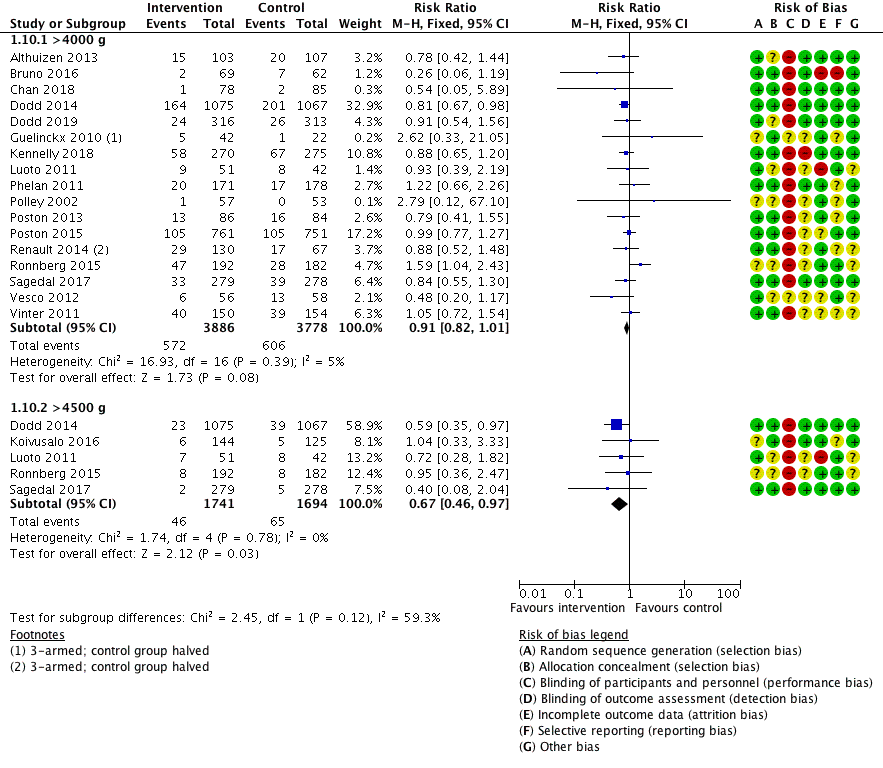 Intervention Control Risk Ratio Risk Ratio Risk of Bias
Study or Subgroup Events Total Events Total Weight M-H, Fixed, 95% CI M-H, Fixed, 95% CI A B C D E F G
1.10.1 >4000 g
Althuizen 2013 15 103 20 107 3.2% 0.78 [0.42, 1.44] + ? - + + + +
Bruno 2016 2 69 7 62 1.2% 0.26 [0.06, 1.19] + + - + - - +
Chan 2018 1 78 2 85 0.3% 0.54 [0.05, 5.89] + + - + + + +
Dodd 2014 164 1075 201 1067 32.9% 0.81 [0.67, 0.98] + + - + + + +
Dodd 2019 24 316 26 313 4.3% 0.91 [0.54, 1.56] + ? - + + + +
Guelinckx 2010 (1) 5 42 1 22 0.2% 2.62 [0.33, 21.05] ? + ? ? + ? ?
Kennelly 2018 58 270 67 275 10.8% 0.88 [0.65, 1.20] + + - - + + +
Luoto 2011 9 51 8 42 1.4% 0.93 [0.39, 2.19] + ? - ? - + ?
Phelan 2011 20 171 17 178 2.7% 1.22 [0.66, 2.26] + + - + + ? +
Polley 2002 1 57 0 53 0.1% 2.79 [0.12, 67.10] ? ? - ? ? ? ?
Poston 2013 13 86 16 84 2.6% 0.79 [0.41, 1.55] + + - + + ? +
Poston 2015 105 761 105 751 17.2% 0.99 [0.77, 1.27] + + - ? ? + +
Renault 2014 (2) 29 130 17 67 3.7% 0.88 [0.52, 1.48] + + - ? + ? ?
Ronnberg 2015 47 192 28 182 4.7% 1.59 [1.04, 2.43] ? ? - ? + + ?
Sagedal 2017 33 279 39 278 6.4% 0.84 [0.55, 1.30] + + - + + + +
Vesco 2012 6 56 13 58 2.1% 0.48 [0.20, 1.17] + ? ? ? ? + +
Vinter 2011 40 150 39 154 6.3% 1.05 [0.72, 1.54] + + - ? ? ? ?
Subtotal (95% CI) 3886 3778 100.0% 0.91 [0.82, 1.01]
Total events 572 606
Heterogeneity: Chi² = 16.93, df = 16 (P = 0.39); I² = 5%
Test for overall effect: Z = 1.73 (P = 0.08)
1.10.2 >4500 g
Dodd 2014 23 1075 39 1067 58.9% 0.59 [0.35, 0.97] + + - + + + +
Koivusalo 2016 6 144 5 125 8.1% 1.04 [0.33, 3.33] ? + - + + ? +
Luoto 2011 7 51 8 42 13.2% 0.72 [0.28, 1.82] + ? - ? - + ?
Ronnberg 2015 8 192 8 182 12.4% 0.95 [0.36, 2.47] ? ? - ? + + ?
Sagedal 2017 2 279 5 278 7.5% 0.40 [0.08, 2.04] + + - + + + +
Subtotal (95% CI) 1741 1694 100.0% 0.67 [0.46, 0.97]
Total events 46 65
Heterogeneity: Chi² = 1.74, df = 4 (P = 0.78); I² = 0%
Test for overall effect: Z = 2.12 (P = 0.03)
0.01 0.1 1 10 100
Favours intervention Favours control
Test for subgroup differences: Chi² = 2.45, df = 1 (P = 0.12), I² = 59.3%
Footnotes
(1) 3-armed; control group halved
(2) 3-armed; control group halved
Risk of bias legend
(A) Random sequence generation (selection bias)
(B) Allocation concealment (selection bias)
(C) Blinding of participants and personnel (performance bias)
(D) Blinding of outcome assessment (detection bias)
(E) Incomplete outcome data (attrition bias)
(F) Selective reporting (reporting bias)
(G) Other bias